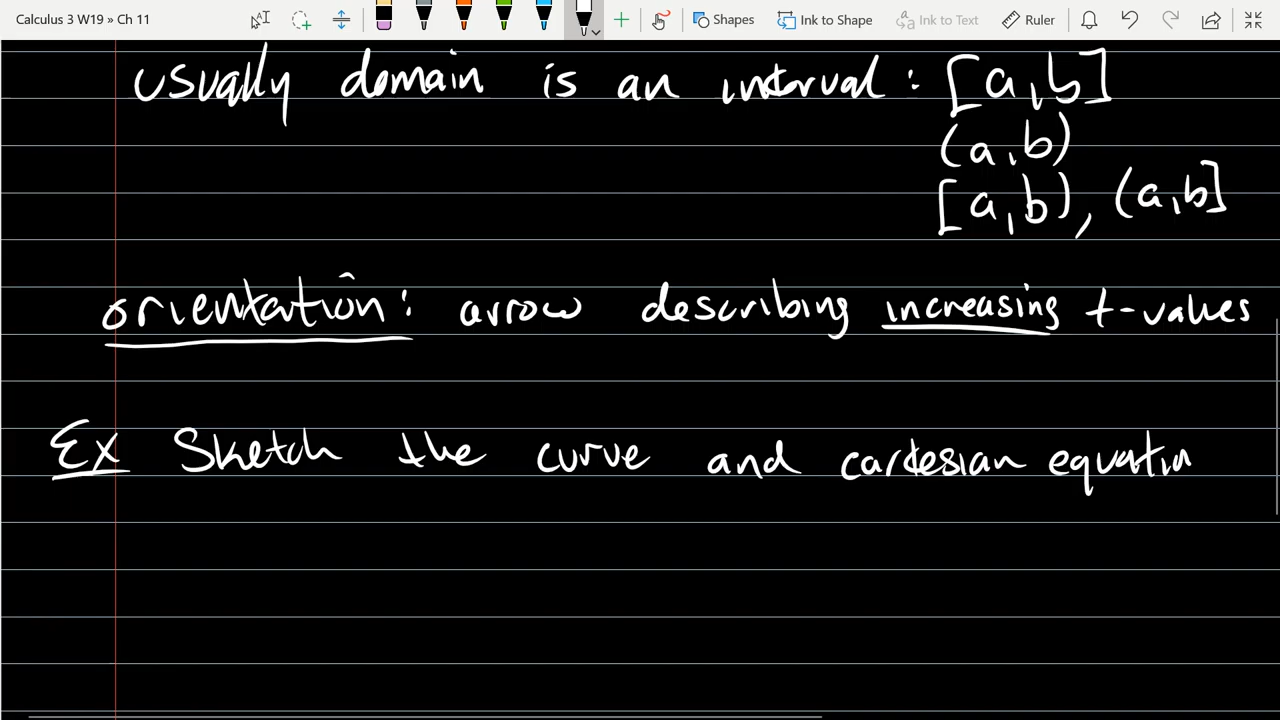 Calculus 3 W19 » Ch 11
Shapes Ink to Shape Ink to Text Ruler
usually domain is an interval: [a,b]
(a,b)
[a,b), (a,b]
orientation: arrow describing increasing t-values
Ex Sketch the curve and cartesian equation